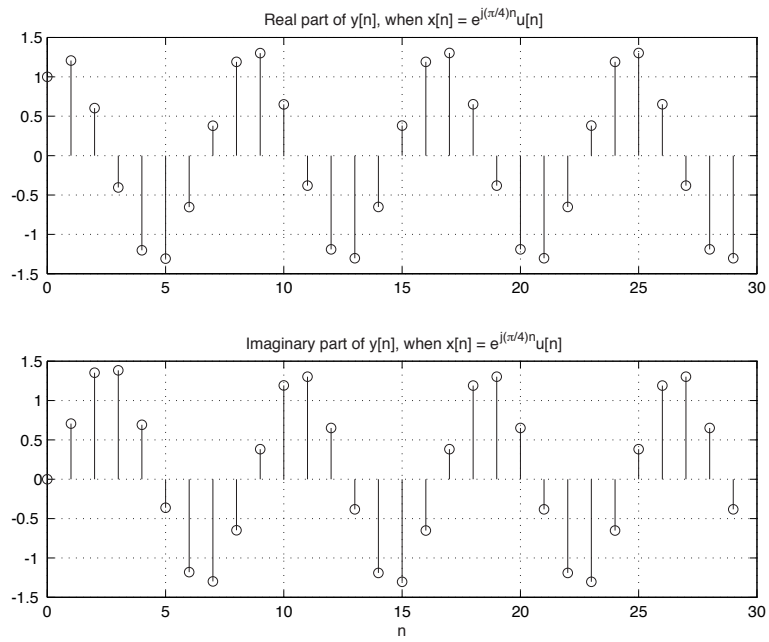 Real part of y[n], when x[n] = e^{j(π/4)n}u[n]
1.5
1
0.5
0
-0.5
-1
-1.5
0 5 10 15 20 25 30
Imaginary part of y[n], when x[n] = e^{j(π/4)n}u[n]
1.5
1
0.5
0
-0.5
-1
-1.5
0 5 10 15 20 25 30
n